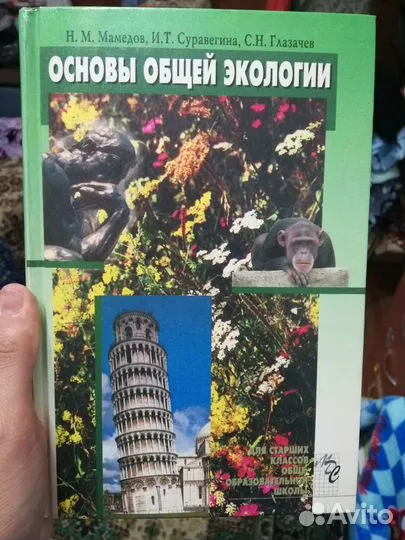 Н. М. Мамедов, И.Т. Суравегина, С.Н. Глазачев
ОСНОВЫ ОБЩЕЙ ЭКОЛОГИИ
ДЛЯ СТАРШИХ
КЛАССОВ
ОБЩЕ-
ОБРАЗОВАТЕЛЬНОЙ
ШКОЛЫ
Avito